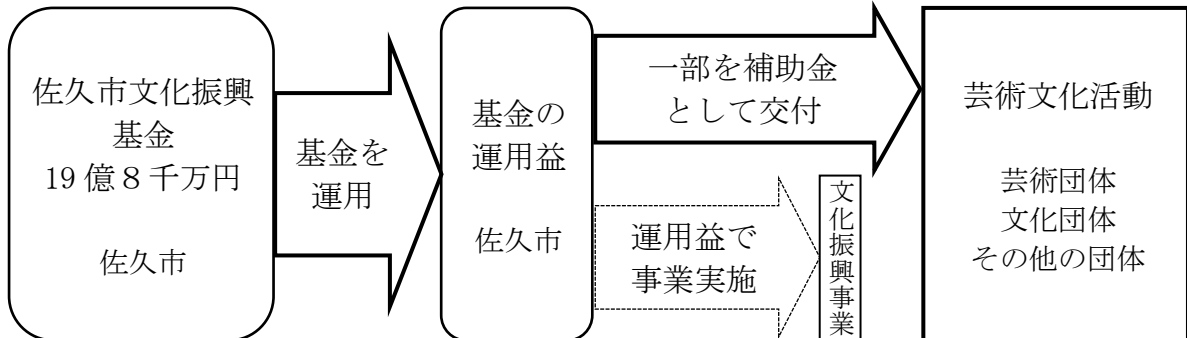 佐久市文化振興
基金
19億8千万円
佐久市
基金を
運用
基金の
運用益
佐久市
一部を補助金
として交付
運用益で
事業実施
文化振興事業
芸術文化活動
芸術団体
文化団体
その他の団体